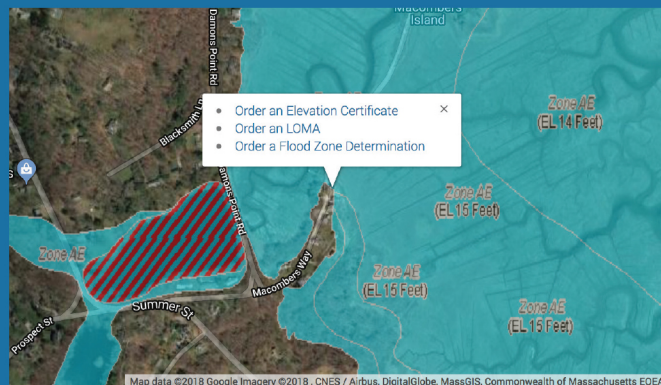 Macombers
Island
Damons Point Rd
Blacksmith Ln
• Order an Elevation Certificate
• Order an LOMA
• Order a Flood Zone Determination
×
Zone AE
(EL 14 Feet)
Zone AE
(EL 15 Feet)
S
Damons Point Rd
Zone AE
Zone AE
(EL 15 Feet)
Macombers Way
Summer St
Prospect St
Zone AE
(EL 15 Feet)
Map data ©2018 Google Imagery ©2018 , CNES / Airbus, DigitalGlobe, MassGIS, Commonwealth of Massachusetts EOE